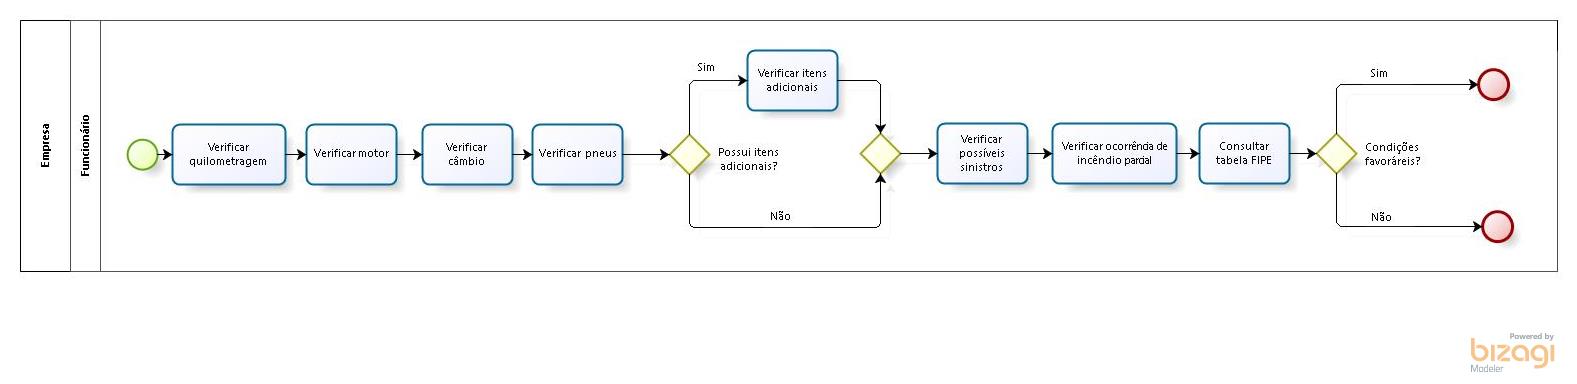 Empresa
Funcionário
Verificar
quilometragem
Verificar motor
Verificar
câmbio
Verificar pneus
Possui itens
adicionais?
Sim
Verificar itens
adicionais
Não
Verificar
possíveis
sinistros
Verificar ocorrência de
incêndio parcial
Consultar
tabela FIPE
Condições
favoráreis?
Sim
Não
Powered by
bizagi
Modeler